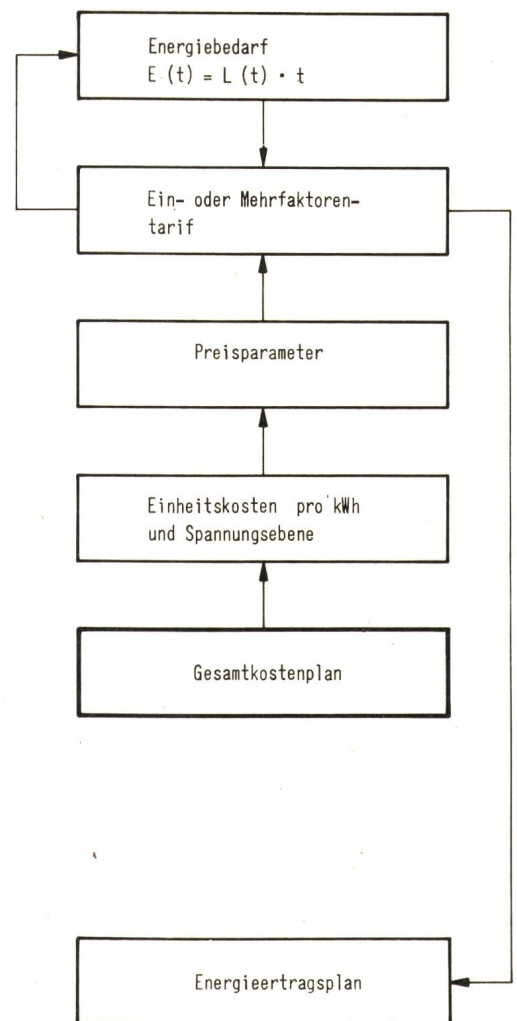 Energiebedarf
E (t) = L (t) • t
Ein- oder Mehrfaktoren-
tarif
Preisparameter
Einheitskosten pro kWh
und Spannungsebene
Gesamtkostenplan
Energieertragsplan